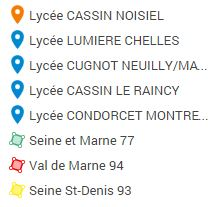 Lycée CASSIN NOISIEL
Lycée LUMIERE CHELLES
Lycée CUGNOT NEUILLY/MA...
Lycée CASSIN LE RAINCY
Lycée CONDORCET MONTRE...
Seine et Marne 77
Val de Marne 94
Seine St-Denis 93